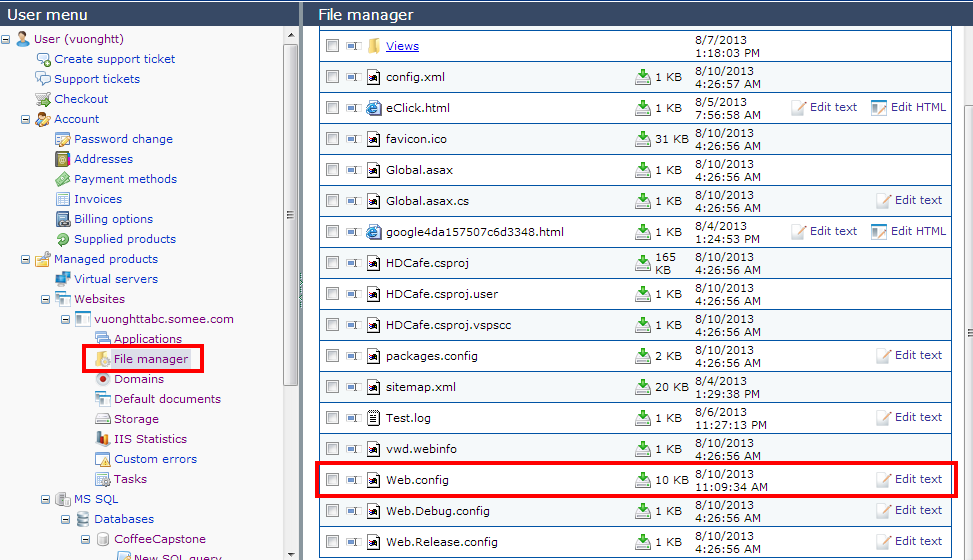 User menu
User (vuonghtt)
Create support ticket
Support tickets
Checkout
Account
Password change
Addresses
Payment methods
Invoices
Billing options
Supplied products
Managed products
Virtual servers
Websites
vuonghttabc.somee.com
Applications
File manager
Domains
Default documents
Storage
IIS Statistics
Custom errors
Tasks
MS SQL
Databases
CoffeeCapstone
New SQL query
File manager
Views 8/7/2013
1:18:03 PM
config.xml 1 KB 8/10/2013
4:26:57 AM
eClick.html 1 KB 8/5/2013 Edit text Edit HTML
7:56:58 AM
favicon.ico 31 KB 8/10/2013
4:26:56 AM
Global.asax 1 KB 8/10/2013
4:26:56 AM
Global.asax.cs 1 KB 8/10/2013 Edit text
4:26:56 AM
google4da157507c6d3348.html 1 KB 8/4/2013 Edit text Edit HTML
1:24:53 PM
HDCafe.csproj 165 8/10/2013
KB 4:26:56 AM
HDCafe.csproj.user 1 KB 8/10/2013
4:26:56 AM
HDCafe.csproj.vspscc 1 KB 8/10/2013
4:26:56 AM
packages.config 2 KB 8/10/2013 Edit text
4:26:56 AM
sitemap.xml 20 KB 8/4/2013
1:29:38 PM
Test.log 1 KB 8/6/2013 Edit text
11:27:13 PM
vwd.webinfo 1 KB 8/10/2013
4:26:56 AM
Web.config 10 KB 8/10/2013 Edit text
11:09:34 AM
Web.Debug.config 1 KB 8/10/2013 Edit text
4:26:56 AM
Web.Release.config 1 KB 8/10/2013 Edit text
4:26:56 AM